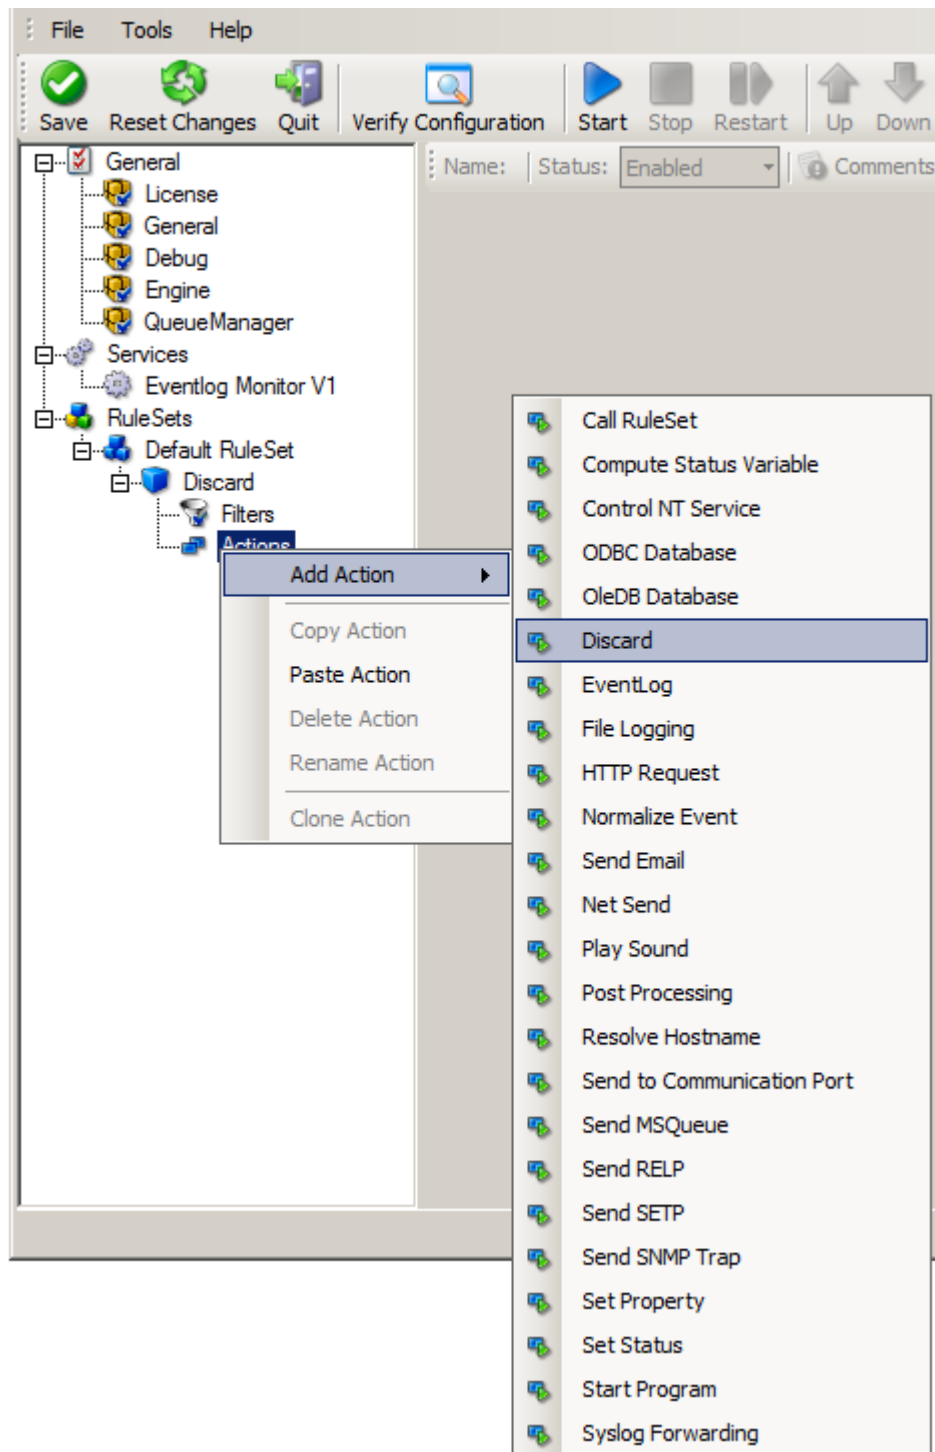 File Tools Help
Save Reset Changes Quit Verify Configuration Start Stop Restart Up Down
Name: Status: Enabled Comments
General
License
General
Debug
Engine
QueueManager
Services
Eventlog Monitor V1
RuleSets
Default RuleSet
Discard
Filters
Actions
Add Action
Copy Action
Paste Action
Delete Action
Rename Action
Clone Action
Call RuleSet
Compute Status Variable
Control NT Service
ODBC Database
OleDB Database
Discard
EventLog
File Logging
HTTP Request
Normalize Event
Send Email
Net Send
Play Sound
Post Processing
Resolve Hostname
Send to Communication Port
Send MSQueue
Send RELP
Send SETP
Send SNMP Trap
Set Property
Set Status
Start Program
Syslog Forwarding